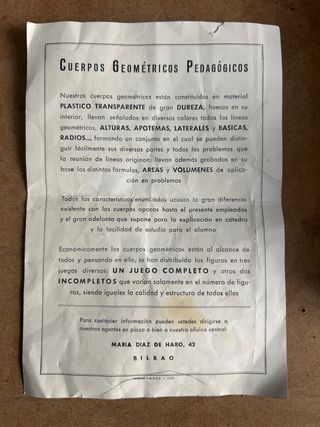 CUERPOS GEOMÉTRICOS PEDAGÓGICOS
Nuestros cuerpos geométricos están constituídos en material
PLASTICO TRANSPARENTE de gran DUREZA, huecos en su
interior, llevan señalados en diversos colores todas las líneas
geométricas, ALTURAS, APOTEMAS, LATERALES y BASICAS,
RADIOS..., formando un conjunto en el cual se pueden distin-
guir fácilmente sus diversas partes y todos los problemas que
la reunión de líneas originan; llevan además grabadas en su
base las distintas fórmulas, AREAS y VOLUMENES de aplica-
ción en problemas
Todas las características enunciadas acusan la gran diferencia
existente con los cuerpos opacos hasta el presente empleados
y el gran adelanto que supone para la explicación en cátedra
y la facilidad de estudio para el alumno
Económicamente los cuerpos geométricos están al alcance de
todos y pensando en ello, se han distribuído las figuras en tres
juegos diversos: UN JUEGO COMPLETO y otros dos
INCOMPLETOS que varían solamente en el número de figu-
ras, siendo iguales la calidad y estructura de todos ellos
Para cualquier información pueden ustedes dirigirse a
nuestros agentes en plaza o bien a nuestra oficina central:
MARIA DIAZ DE HARO, 42
BILBAO